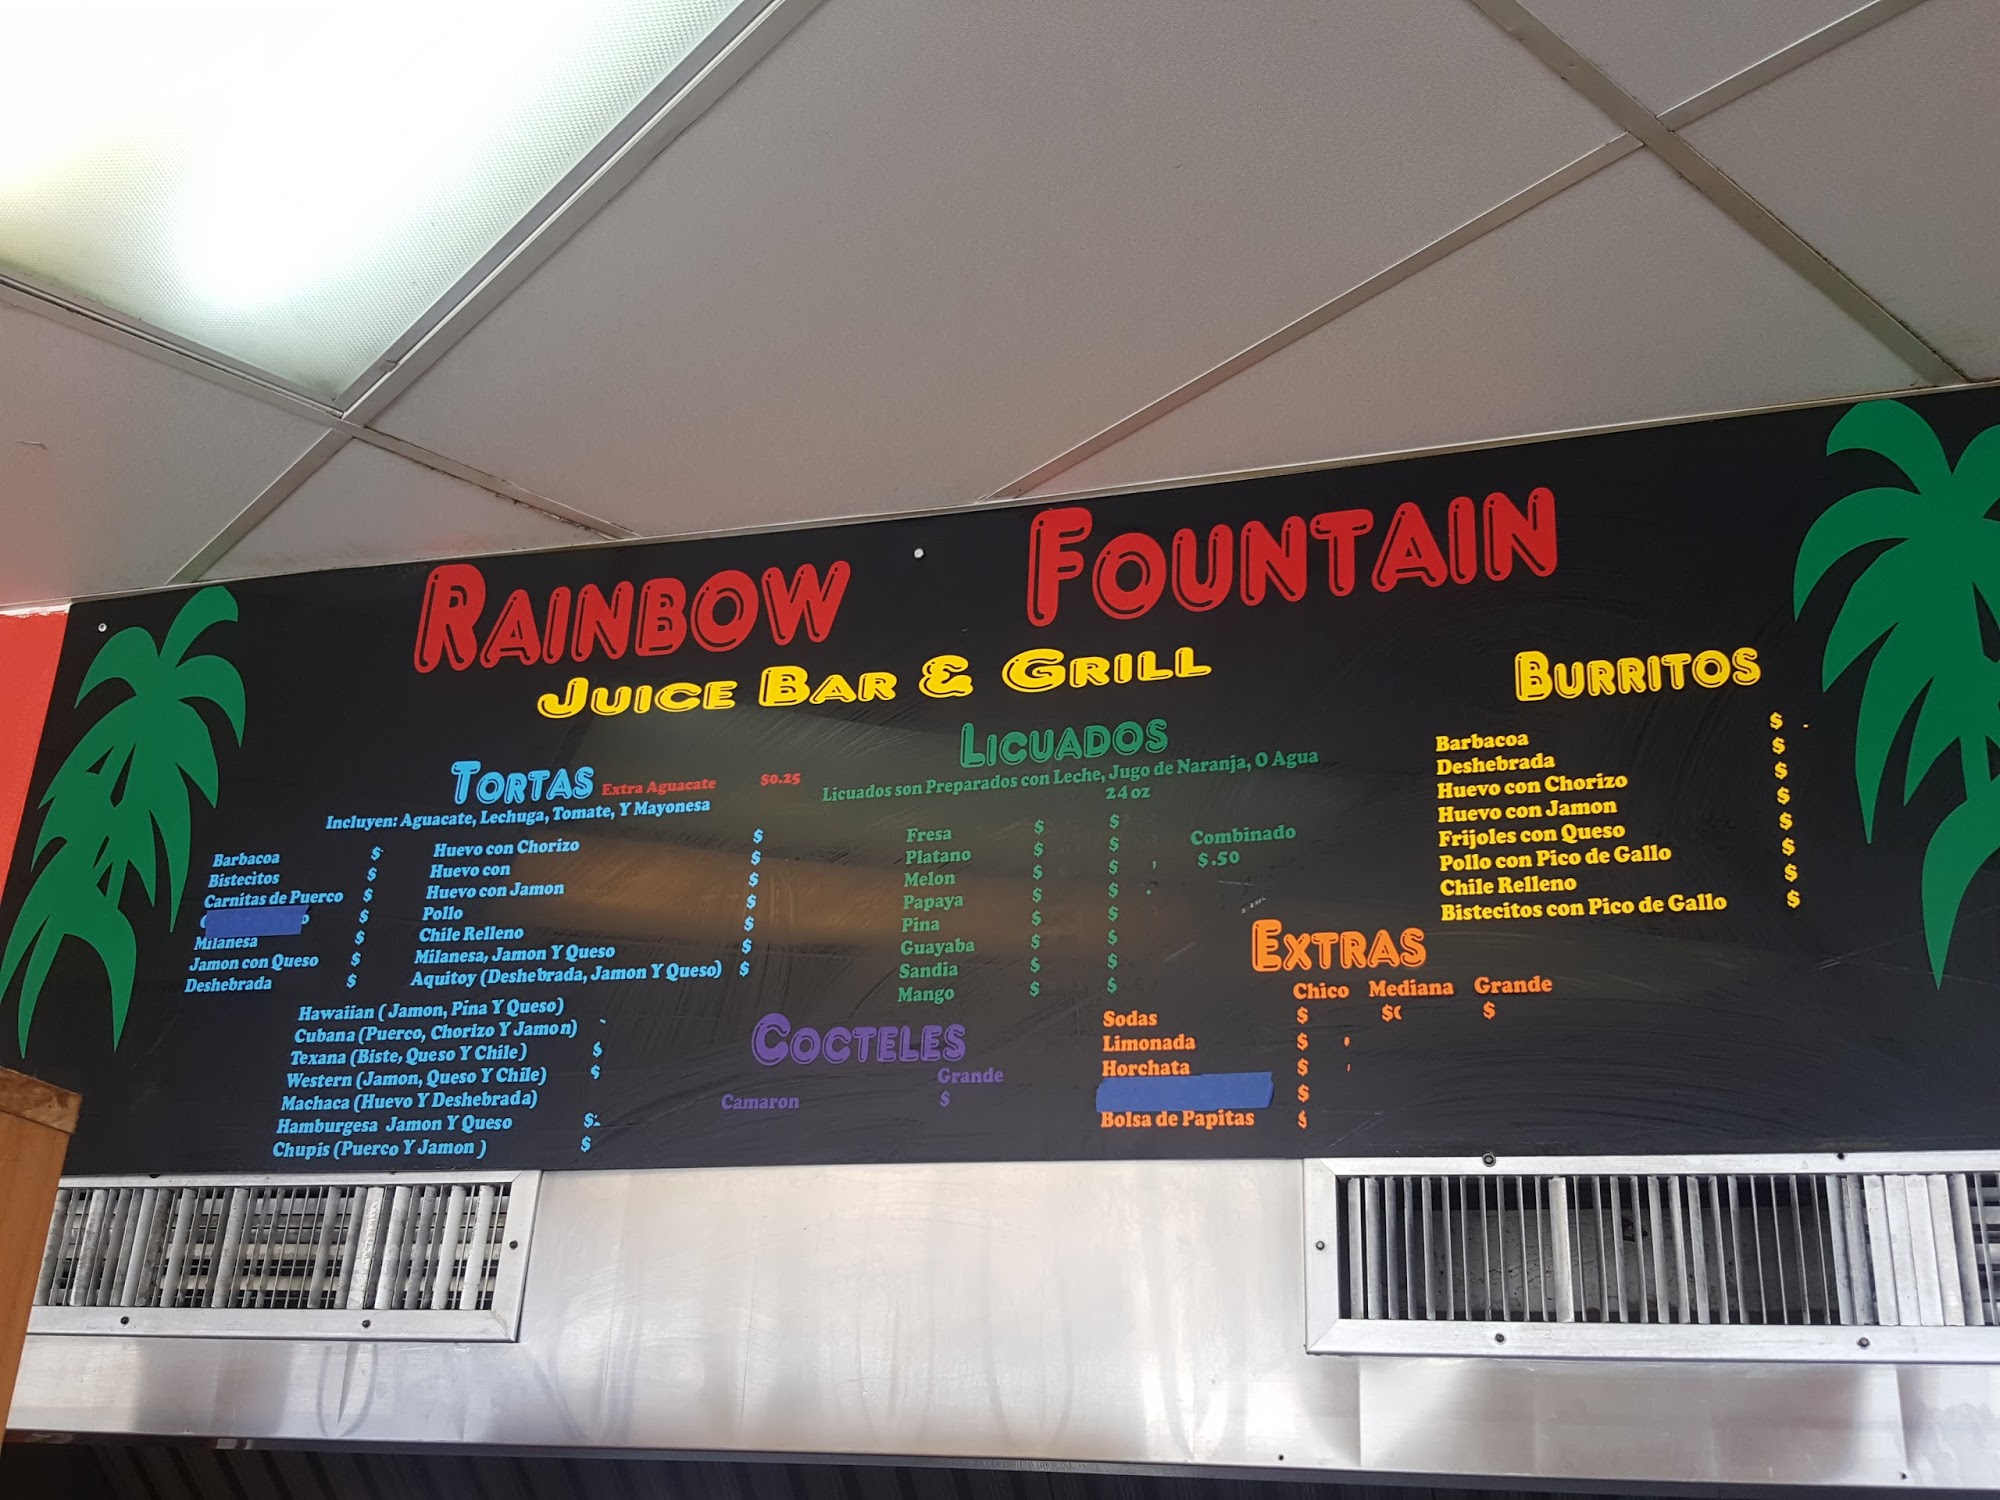 RAINBOW FOUNTAIN
JUICE BAR & GRILL
TORTAS Extra Aguacate $0.25
Incluyen: Aguacate, Lechuga, Tomate, Y Mayonesa
Barbacoa $
Bistecitos $
Carnitas de Puerco $
$
Milanesa $
Jamon con Queso $
Deshebrada $
Huevo con Chorizo $
Huevo con $
Huevo con Jamon $
Pollo $
Chile Relleno $
Milanesa, Jamon Y Queso $
Aquitoy (Deshebrada, Jamon Y Queso) $
Hawaiian ( Jamon, Pina Y Queso)
Cubana (Puerco, Chorizo Y Jamon)
Texana (Biste, Queso Y Chile) $
Western (Jamon, Queso Y Chile) $
Machaca (Huevo Y Deshebrada)
Hamburgesa Jamon Y Queso $
Chupis (Puerco Y Jamon ) $
LICUADOS
Licuados son Preparados con Leche, Jugo de Naranja, O Agua
24 oz
Fresa $ $
Platano $ $
Melon $ $
Papaya $ $
Pina $ $
Guayaba $ $
Sandia $ $
Mango $ $
Combinado
$ .50
COCTELES
Grande
Camaron $
EXTRAS
Chico Mediana Grande
Sodas $ $ $
Limonada $
Horchata $
$
Bolsa de Papitas $
BURRITOS
$
Barbacoa $
Deshebrada $
Huevo con Chorizo $
Huevo con Jamon $
Frijoles con Queso $
Pollo con Pico de Gallo $
Chile Relleno $
Bistecitos con Pico de Gallo